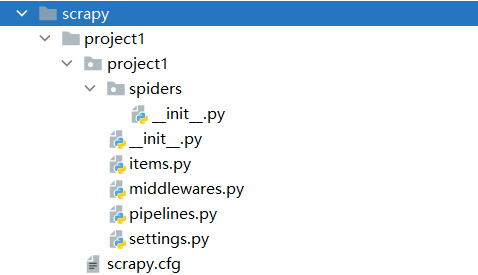 scrapy
project1
project1
spiders
__init__.py
__init__.py
items.py
middlewares.py
pipelines.py
settings.py
scrapy.cfg